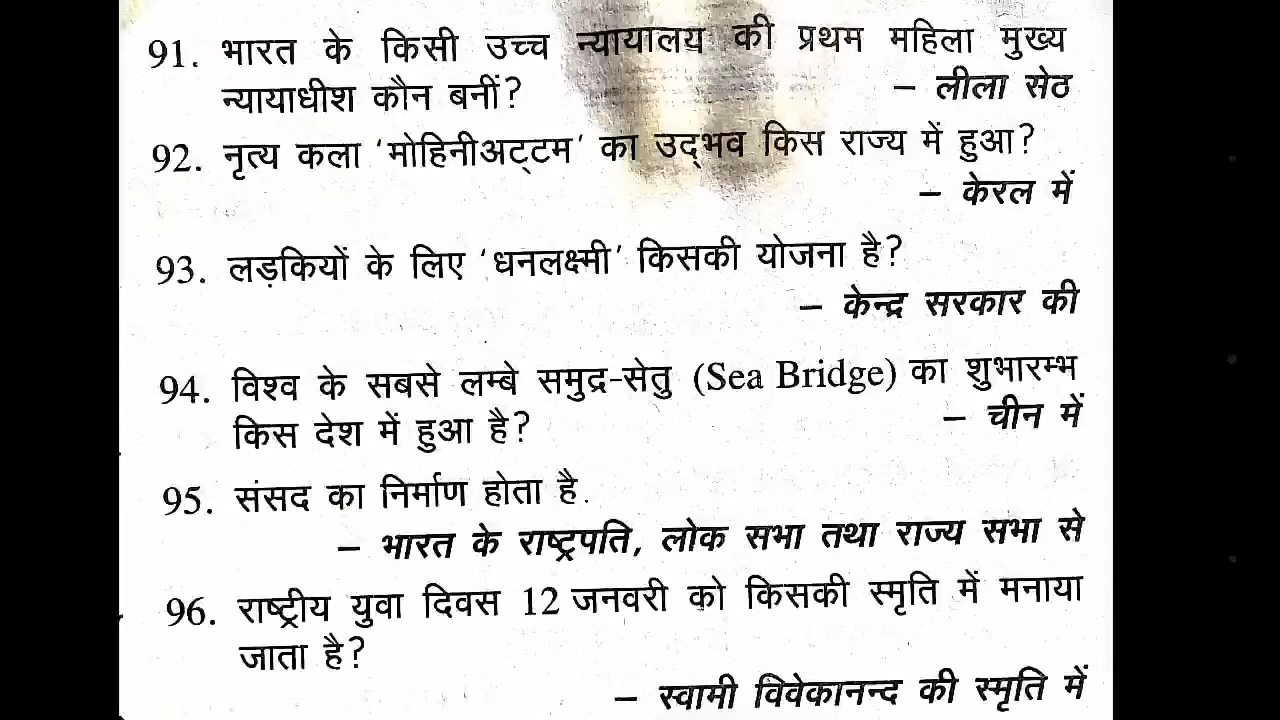 91. भारत के किसी उच्च न्यायालय की प्रथम महिला मुख्य
न्यायाधीश कौन बनीं? – लीला सेठ
92. नृत्य कला 'मोहिनीअट्टम' का उद्‌भव किस राज्य में हुआ?
– केरल में
93. लड़कियों के लिए 'धनलक्ष्मी' किसकी योजना है?
– केन्द्र सरकार की
94. विश्व के सबसे लम्बे समुद्र-सेतु (Sea Bridge) का शुभारम्भ
किस देश में हुआ है? – चीन में
95. संसद का निर्माण होता है.
– भारत के राष्ट्रपति, लोक सभा तथा राज्य सभा से
96. राष्ट्रीय युवा दिवस 12 जनवरी को किसकी स्मृति में मनाया
जाता है?
– स्वामी विवेकानन्द की स्मृति में